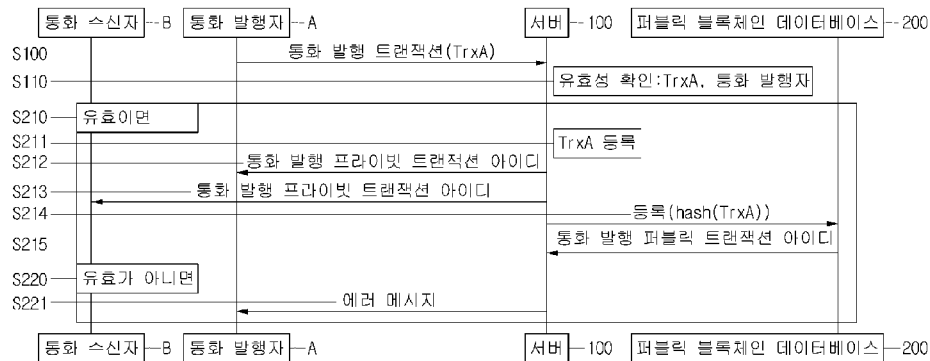 통화 수신자 B 통화 발행자 A 서버 100 퍼블릭 블록체인 데이터베이스 200
S100 통화 발행 트랜잭션(TrxA)
S110 유효성 확인:TrxA, 통화 발행자
S210 유효이면
S211 TrxA 등록
S212 통화 발행 프라이빗 트랜적션 아이디
S213 통화 발행 프라이빗 트랜잭션 아이디
S214 등록(hash(TrxA))
S215 통화 발행 퍼블릭 트랜잭션 아이디
S220 유효가 아니면
S221 에러 메시지
통화 수신자 B 통화 발행자 A 서버 100 퍼블릭 블록체인 데이터베이스 200